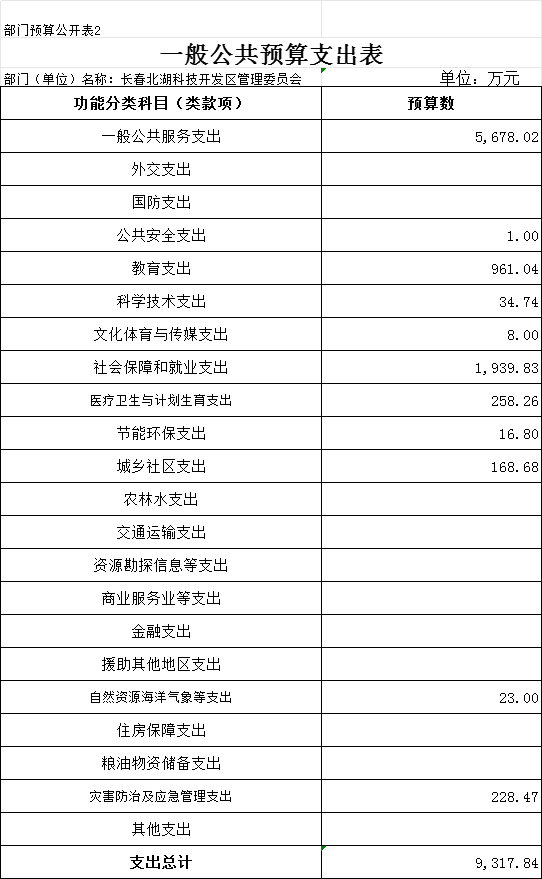 部门预算公开表2
一般公共预算支出表
部门（单位）名称：长春北湖科技开发区管理委员会 单位：万元
功能分类科目（类款项） 预算数
一般公共服务支出 5,678.02
外交支出
国防支出
公共安全支出 1.00
教育支出 961.04
科学技术支出 34.74
文化体育与传媒支出 8.00
社会保障和就业支出 1,939.83
医疗卫生与计划生育支出 258.26
节能环保支出 16.80
城乡社区支出 168.68
农林水支出
交通运输支出
资源勘探信息等支出
商业服务业等支出
金融支出
援助其他地区支出
自然资源海洋气象等支出 23.00
住房保障支出
粮油物资储备支出
灾害防治及应急管理支出 228.47
其他支出
支出总计 9,317.84